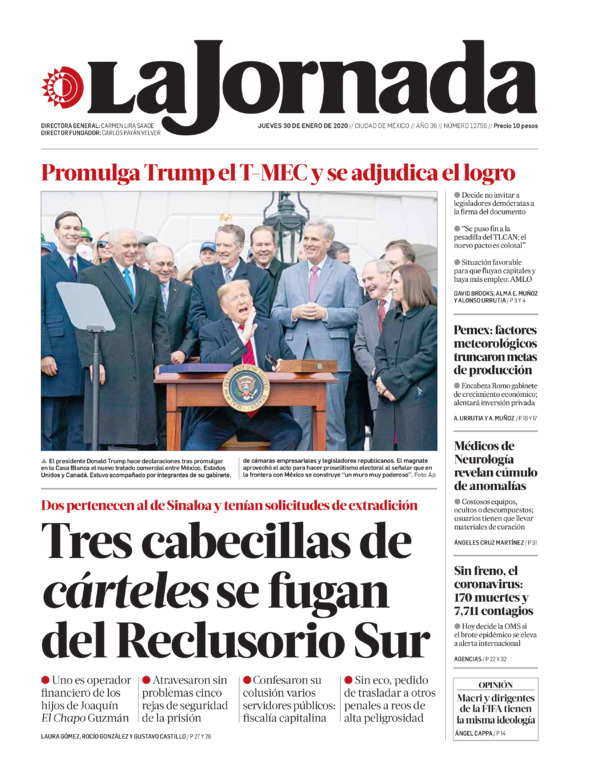 La Jornada
DIRECTORA GENERAL: CARMEN LIRA SAADE
DIRECTOR FUNDADOR: CARLOS PAYÁN VELVER
JUEVES 30 DE ENERO DE 2020 // CIUDAD DE MÉXICO // AÑO 36 // NÚMERO 12756 // Precio 10 pesos
Promulga Trump el T-MEC y se adjudica el logro
El presidente Donald Trump hace declaraciones tras promulgar
en la Casa Blanca el nuevo tratado comercial entre México, Estados
Unidos y Canadá. Estuvo acompañado por integrantes de su gabinete,
de cámaras empresariales y legisladores republicanos. El magnate
aprovechó el acto para hacer proselitismo electoral al señalar que en
la frontera con México se construye "un muro muy poderoso". Foto Ap
● Decide no invitar a
legisladores demócratas a
la firma del documento
● "Se puso fin a la
pesadilla del TLCAN; el
nuevo pacto es colosal"
● Situación favorable
para que fluyan capitales y
haya más empleo: AMLO
DAVID BROOKS, ALMA E. MUÑOZ
Y ALONSO URRUTIA / P 3 Y 4
Pemex: factores
meteorológicos
truncaron metas
de producción
● Encabeza Romo gabinete
de crecimiento económico;
alentará inversión privada
A. URRUTIA Y A. MUÑOZ / P 16 Y 17
Médicos de
Neurología
revelan cúmulo
de anomalías
● Costosos equipos,
ocultos o descompuestos;
usuarios tienen que llevar
materiales de curación
ÁNGELES CRUZ MARTÍNEZ / P 31
Sin freno, el
coronavirus:
170 muertes y
7,711 contagios
● Hoy decide la OMS si
el brote epidémico se eleva
a alerta internacional
AGENCIAS / P 22 Y 32
OPINIÓN
Macri y dirigentes
de la FIFA tienen
la misma ideología
ÁNGEL CAPPA / P 14
Dos pertenecen al de Sinaloa y tenían solicitudes de extradición
Tres cabecillas de
cárteles se fugan
del Reclusorio Sur
● Uno es operador
financiero de los
hijos de Joaquín
El Chapo Guzmán
● Atravesaron sin
problemas cinco
rejas de seguridad
de la prisión
● Confesaron su
colusión varios
servidores públicos:
fiscalía capitalina
● Sin eco, pedido
de trasladar a otros
penales a reos de
alta peligrosidad
LAURA GÓMEZ, ROCÍO GONZÁLEZ Y GUSTAVO CASTILLO / P 27 Y 28